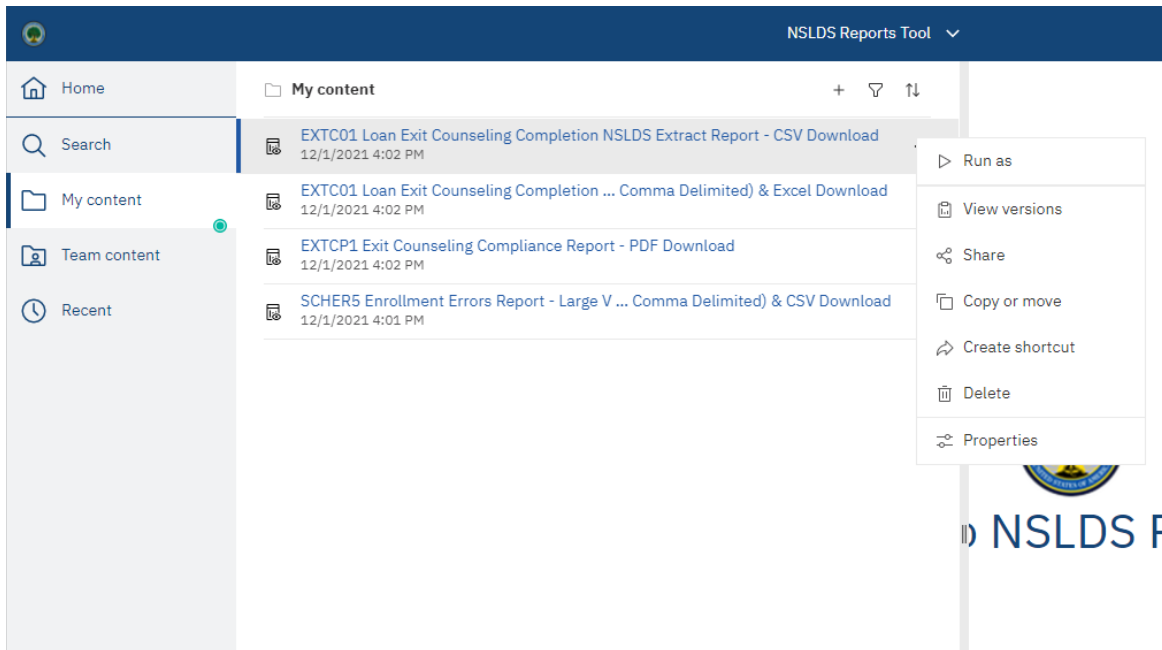 NSLDS Reports Tool
Home
Search
My content
Team content
Recent
My content
EXTC01 Loan Exit Counseling Completion NSLDS Extract Report - CSV Download
12/1/2021 4:02 PM
EXTC01 Loan Exit Counseling Completion ... Comma Delimited) & Excel Download
12/1/2021 4:02 PM
EXTCP1 Exit Counseling Compliance Report - PDF Download
12/1/2021 4:02 PM
SCHER5 Enrollment Errors Report - Large V ... Comma Delimited) & CSV Download
12/1/2021 4:01 PM
Run as
View versions
Share
Copy or move
Create shortcut
Delete
Properties
UNITED STATES OF AMERICA
NSLDS